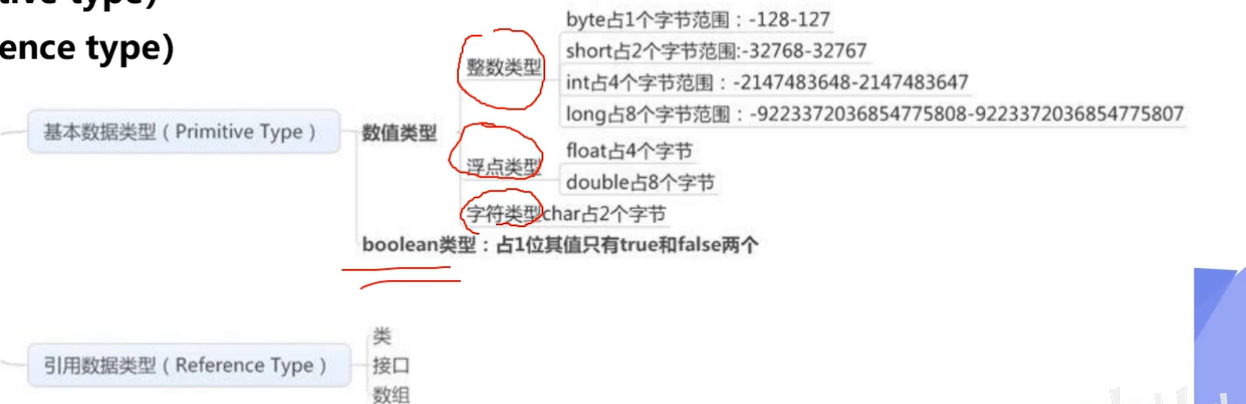 tive type)
ence type)
byte占1个字节范围：-128-127
short占2个字节范围:-32768-32767
整数类型
int占4个字节范围：-2147483648-2147483647
long占8个字节范围：-9223372036854775808-9223372036854775807
基本数据类型（Primitive Type）
数值类型
float占4个字节
浮点类型
double占8个字节
字符类型char占2个字节
boolean类型：占1位其值只有true和false两个
类
引用数据类型（Reference Type）
接口
数组